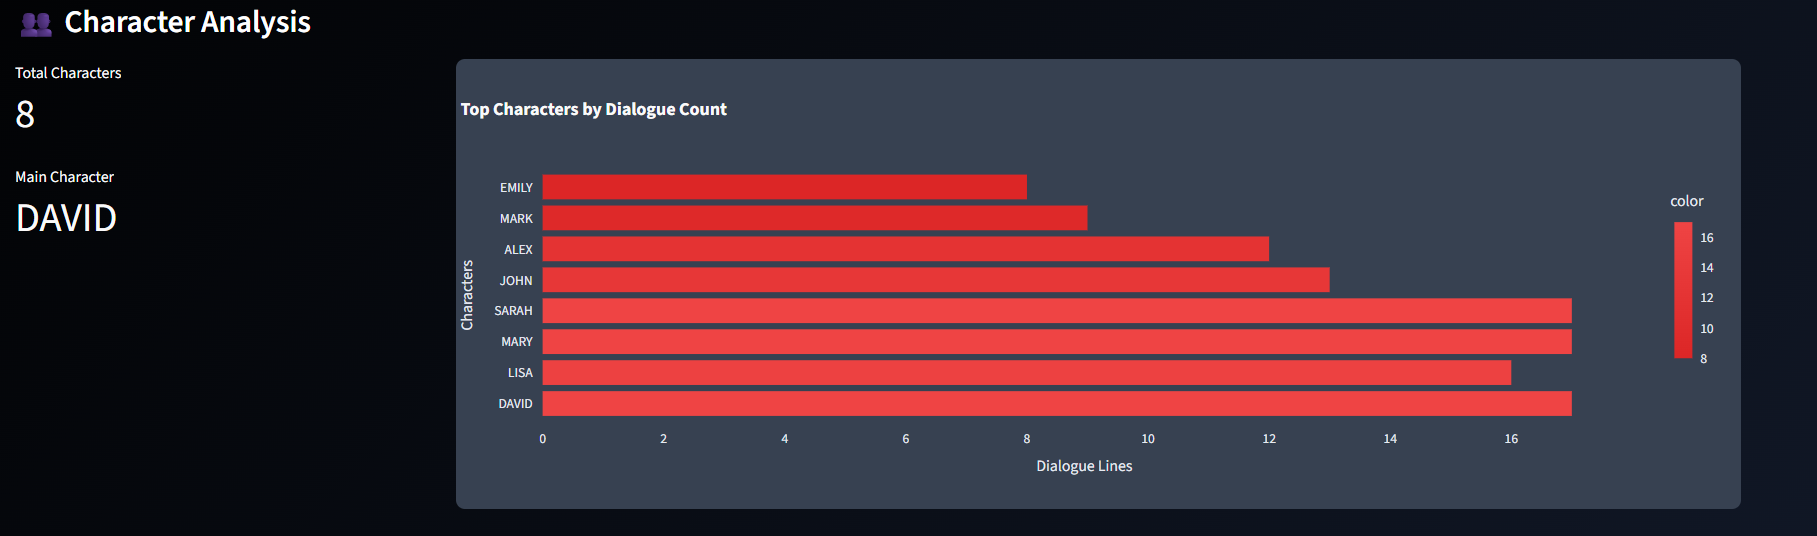 Character Analysis
Total Characters
8
Main Character
DAVID
Top Characters by Dialogue Count
Characters
EMILY
MARK
ALEX
JOHN
SARAH
MARY
LISA
DAVID
0 2 4 6 8 10 12 14 16
Dialogue Lines
color
16
14
12
10
8